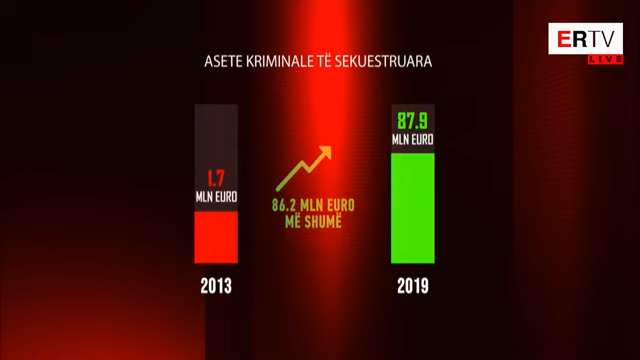 ERTV
LIVE
ASETE KRIMINALE TË SEKUESTRUARA
1.7
MLN EURO
87.9
MLN EURO
86.2 MLN EURO
MË SHUMË
2013
2019